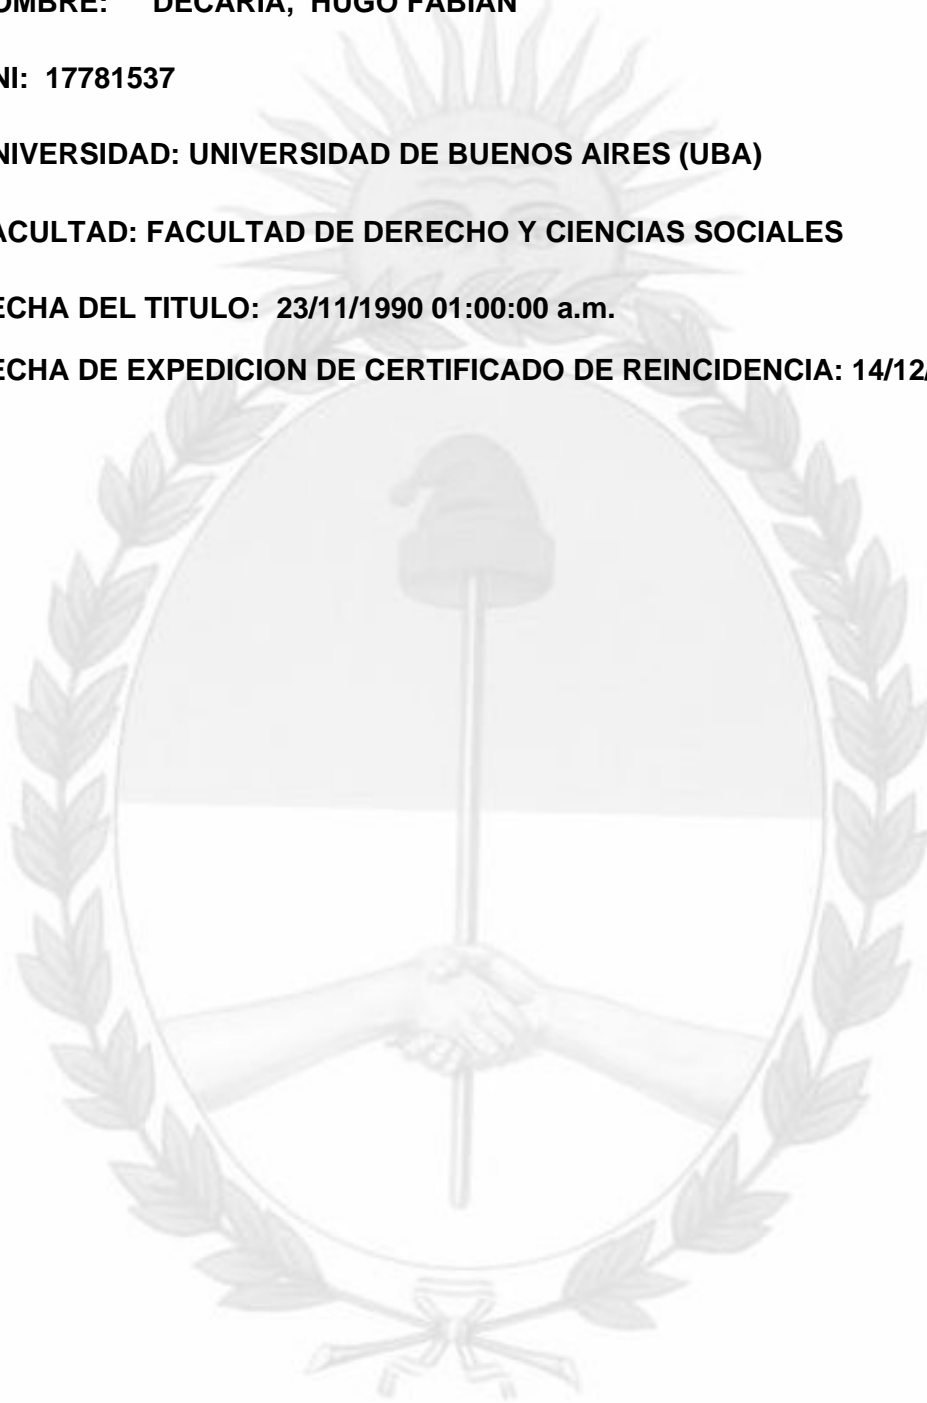 OMBRE: DECARIA, HUGO FABIAN
NI: 17781537
NIVERSIDAD: UNIVERSIDAD DE BUENOS AIRES (UBA)
ACULTAD: FACULTAD DE DERECHO Y CIENCIAS SOCIALES
ECHA DEL TITULO: 23/11/1990 01:00:00 a.m.
ECHA DE EXPEDICION DE CERTIFICADO DE REINCIDENCIA: 14/12/